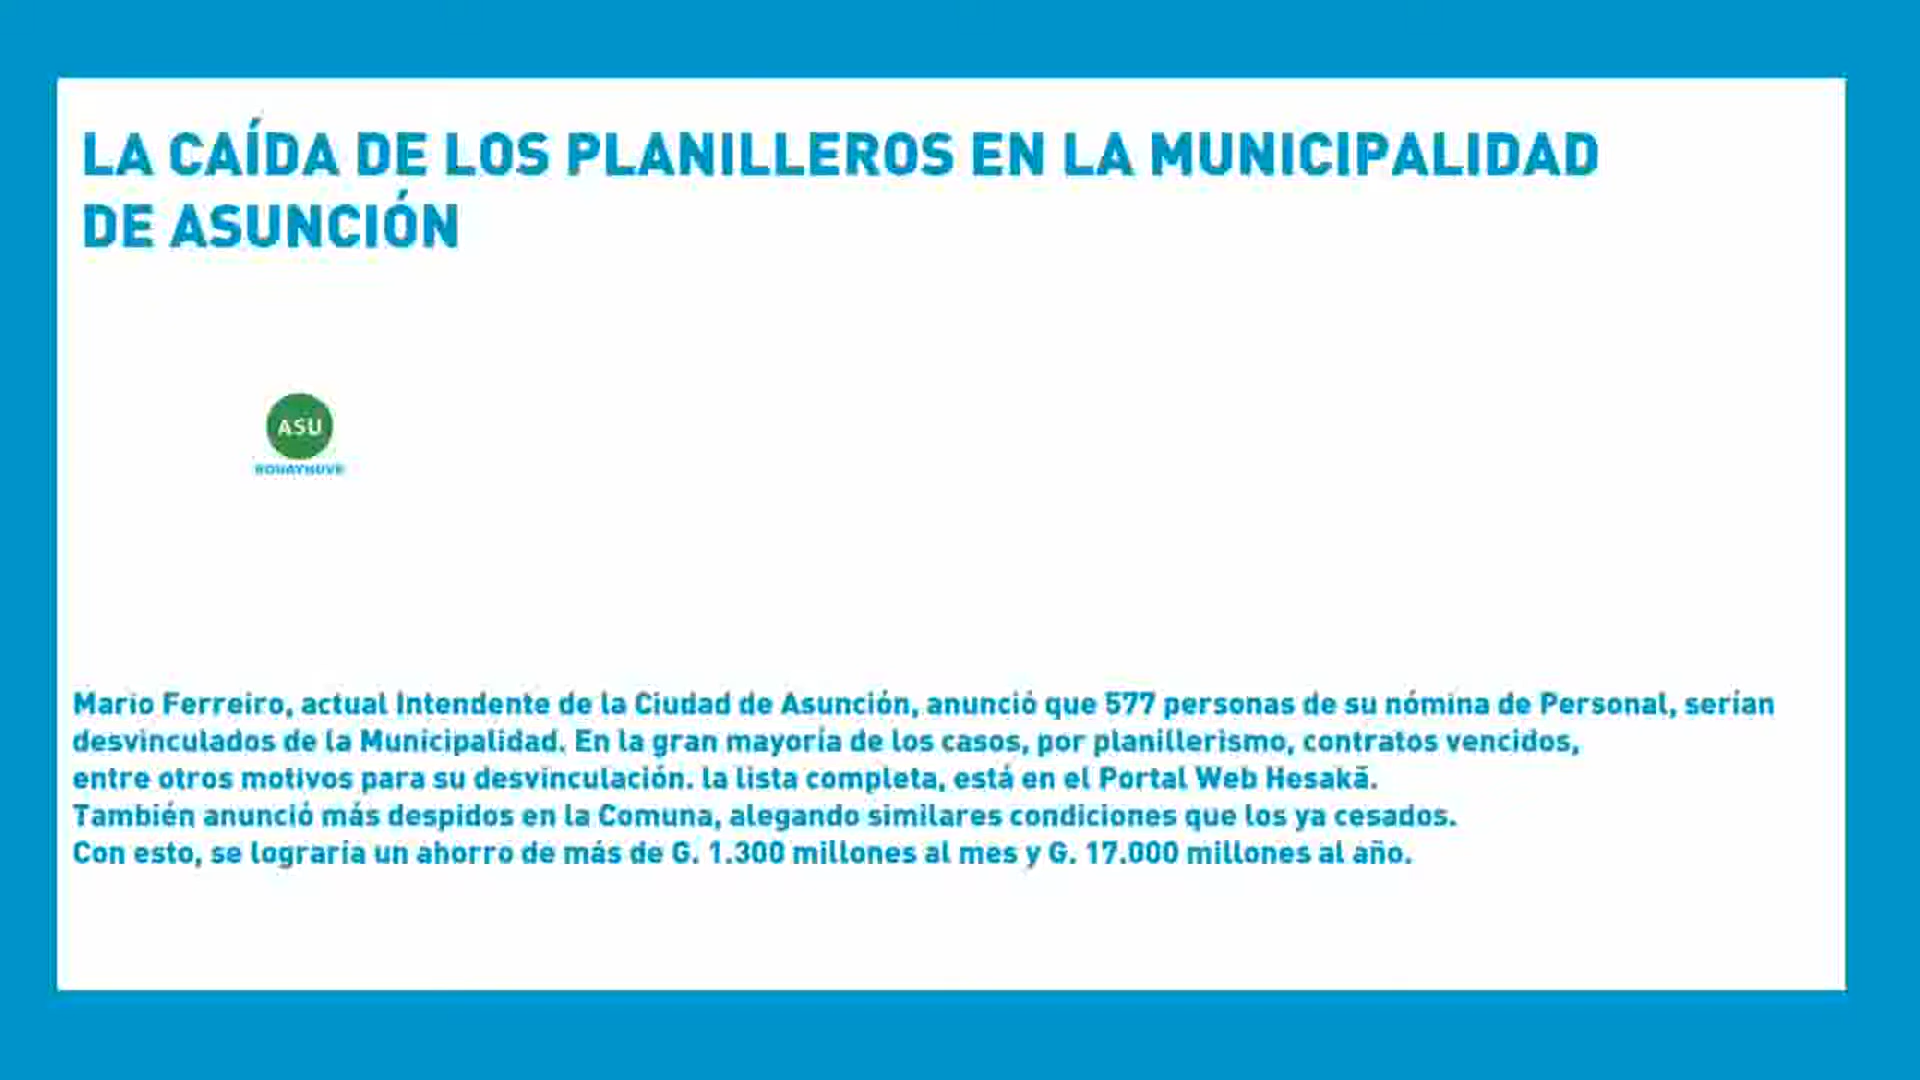 LA CAÍDA DE LOS PLANILLEROS EN LA MUNICIPALIDAD
DE ASUNCIÓN
ASU
Mario Ferreiro, actual Intendente de la Ciudad de Asunción, anunció que 577 personas de su nómina de Personal, serían
desvinculados de la Municipalidad. En la gran mayoría de los casos, por planillerismo, contratos vencidos,
entre otros motivos para su desvinculación. la lista completa, está en el Portal Web Hesakã.
También anunció más despidos en la Comuna, alegando similares condiciones que los ya cesados.
Con esto, se lograría un ahorro de más de G. 1.300 millones al mes y G. 17.000 millones al año.